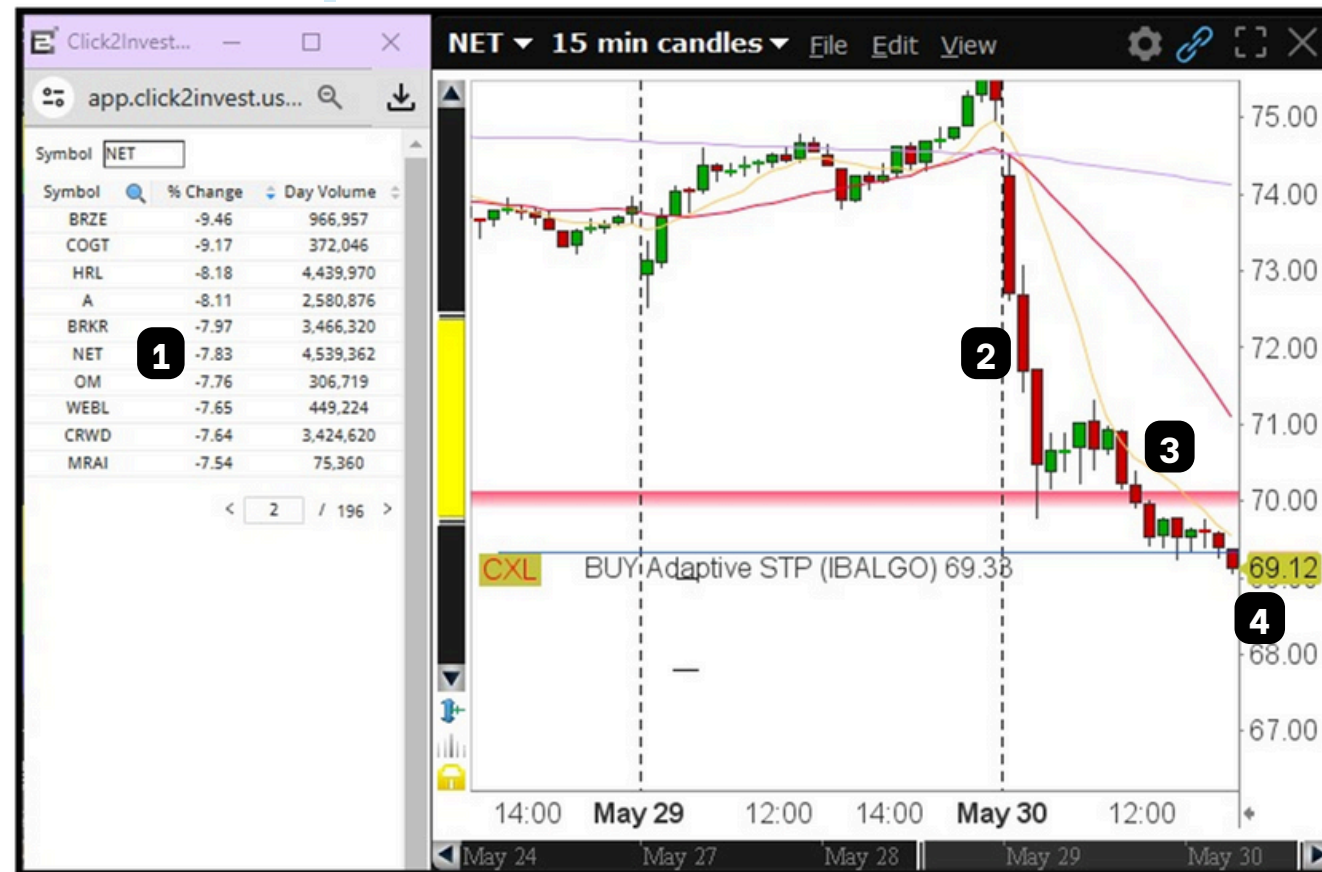 Click2Invest...
app.click2invest.us...
Symbol NET
Symbol % Change Day Volume
BRZE -9.46 966,957
COGT -9.17 372,046
HRL -8.18 4,439,970
A -8.11 2,580,876
BRKR -7.97 3,466,320
NET 1 -7.83 4,539,362
OM -7.76 306,719
WEBL -7.65 449,224
CRWD -7.64 3,424,620
MRAI -7.54 75,360
< 2 / 196 >
NET 15 min candles File Edit View
75.00
74.00
73.00
72.00
2
71.00
3
70.00
CXL BUY Adaptive STP (IBALGO) 69.33
69.12
4
68.00
67.00
14:00 May 29 12:00 14:00 May 30 12:00
May 24 May 27 May 28 May 29 May 30